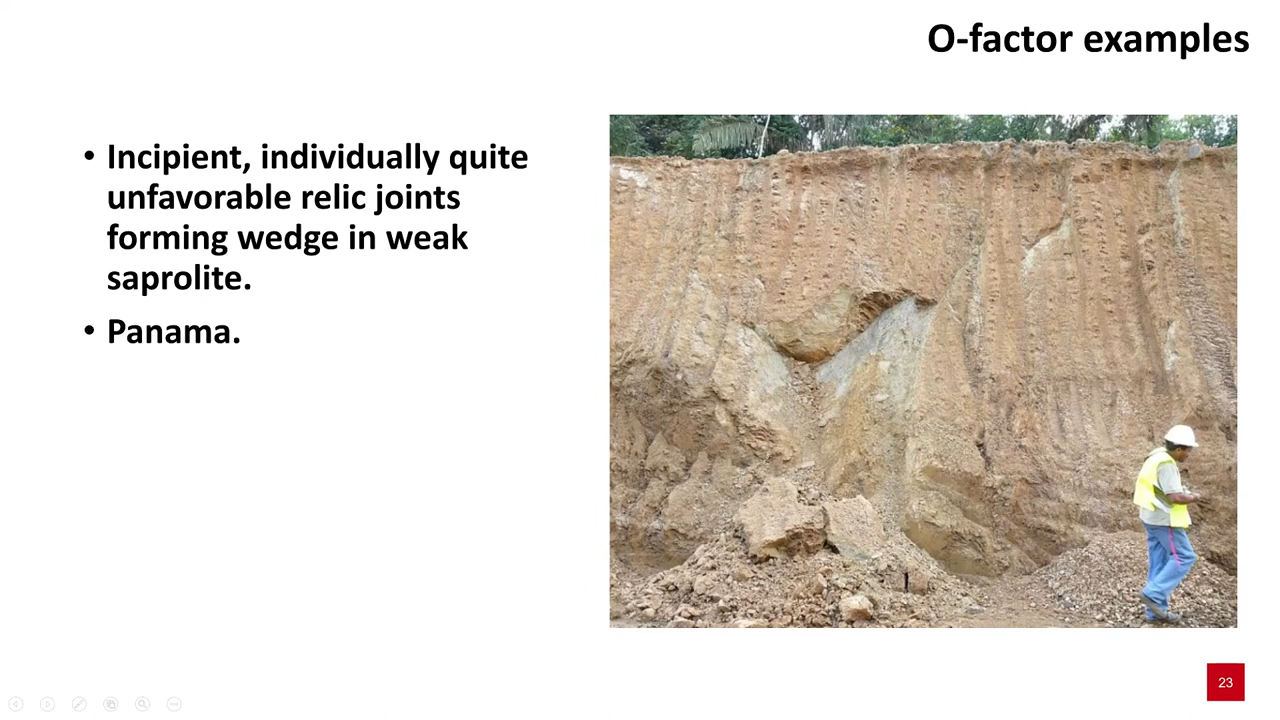 O-factor examples
• Incipient, individually quite
unfavorable relic joints
forming wedge in weak
saprolite.
• Panama.
23